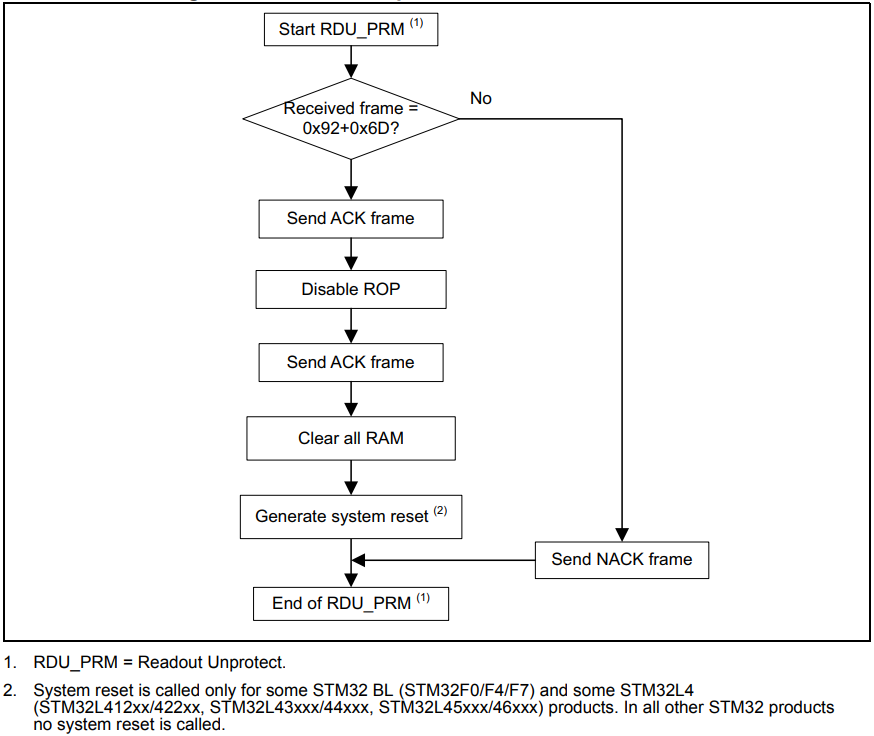 Start RDU_PRM (1)
No
Received frame =
0x92+0x6D?
Send ACK frame
Disable ROP
Send ACK frame
Clear all RAM
Generate system reset (2)
Send NACK frame
End of RDU_PRM (1)
1. RDU_PRM = Readout Unprotect.
2. System reset is called only for some STM32 BL (STM32F0/F4/F7) and some STM32L4
(STM32L412xx/422xx, STM32L43xxx/44xxx, STM32L45xxx/46xxx) products. In all other STM32 products
no system reset is called.